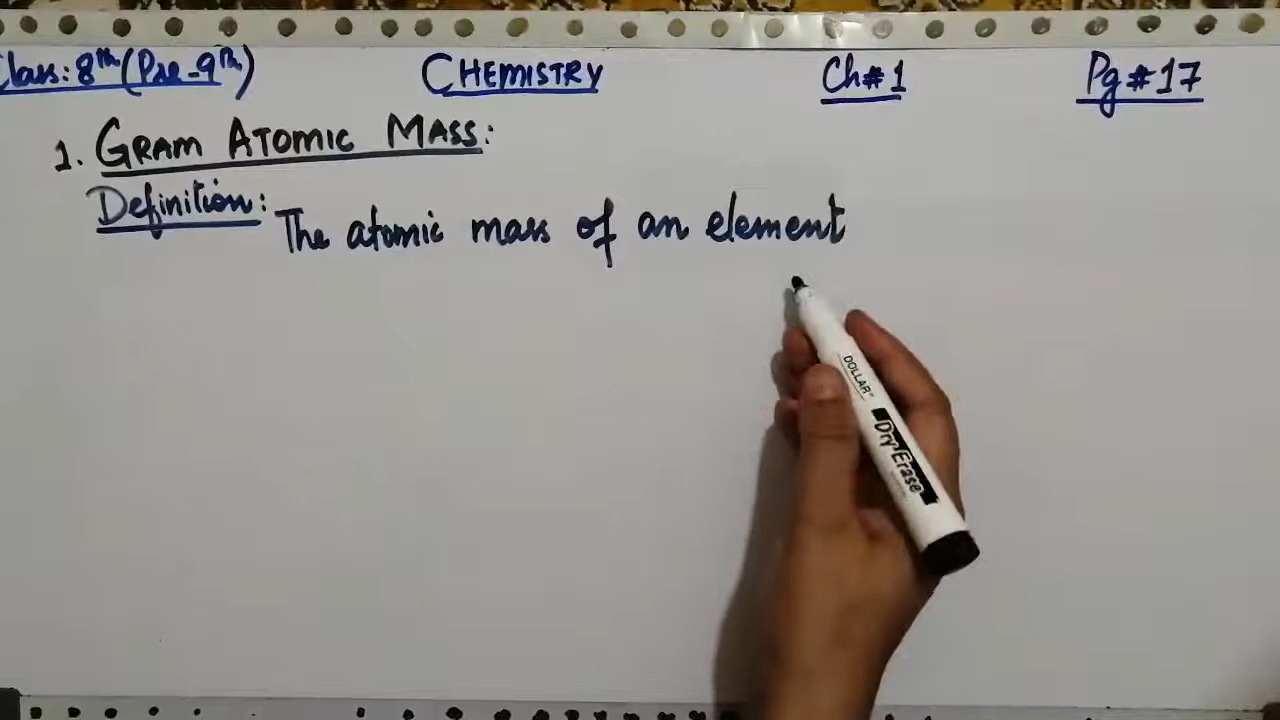 Class: 8th (Pre-9th) CHEMISTRY Ch# 1 Pg # 17
1. GRAM ATOMIC MASS:
Definition: The atomic mass of an element
DOLLAR
Dry Erase